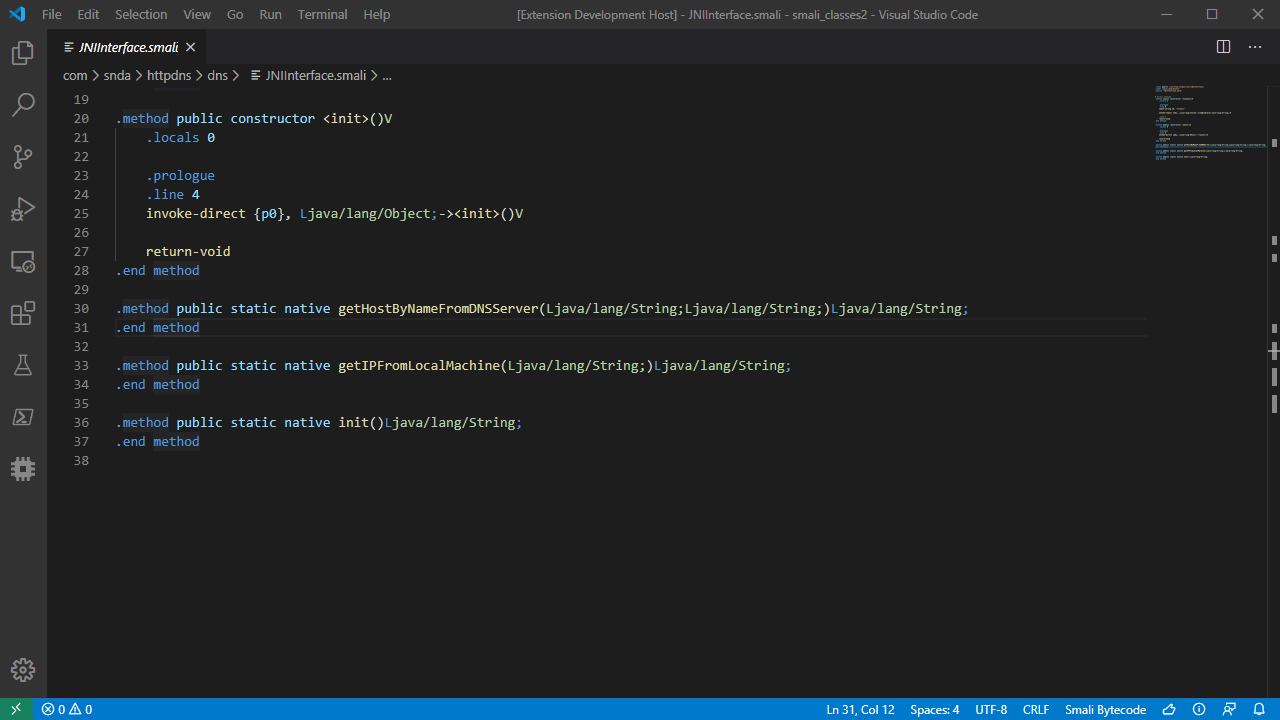 File Edit Selection View Go Run Terminal Help [Extension Development Host] - JNIInterface.smali - smali_classes2 - Visual Studio Code
JNIInterface.smali
com > snda > httpdns > dns > JNIInterface.smali > ...
19
20 .method public constructor <init>()V
21 .locals 0
22
23 .prologue
24 .line 4
25 invoke-direct {p0}, Ljava/lang/Object;-><init>()V
26
27 return-void
28 .end method
29
30 .method public static native getHostByNameFromDNSServer(Ljava/lang/String;Ljava/lang/String;)Ljava/lang/String;
31 .end method
32
33 .method public static native getIPFromLocalMachine(Ljava/lang/String;)Ljava/lang/String;
34 .end method
35
36 .method public static native init()Ljava/lang/String;
37 .end method
38
0 0 Ln 31, Col 12 Spaces: 4 UTF-8 CRLF Smali Bytecode